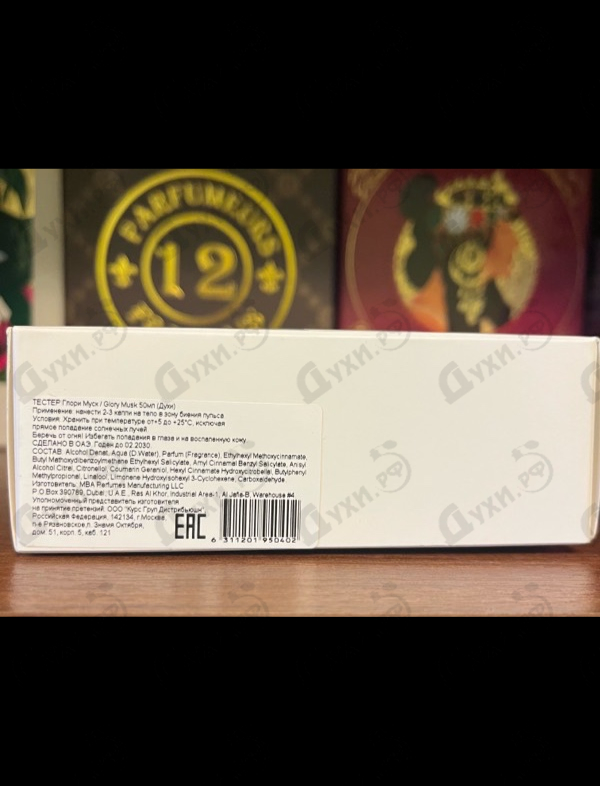 PARFUMEURS
12
ТЕСТЕР Глори Муск / Glory Musk 50мл (Духи)
Применение: нанести 2-3 капли на тело в зону биения пульса
Условия: Хранить при температуре от+5 до +25°С, исключая
прямое попадание солнечных лучей.
Беречь от огня! Избегать попадания в глаза и на воспаленную кожу.
СДЕЛАНО В ОАЭ. Годен до 02.2030.
СОСТАВ: Alcohol Denat, Aqua (D.Water), Parfum (Fragrance), Ethylhexyl Methoxycinnamate,
Butyl Methoxydibenzoylmethane Ethylhexyl Salicylate, Amyl Cinnamal Benzyl Salicylate, Anisyl
Alcohol Citral, Citronellol, Coumarin Geraniol, Hexyl Cinnamate Hydroxycitrobellal, Butylphenyl
Methylpropional, Linalool, Limonene Hydroxyisohexyl 3-Cyclohexene, Carboxaldehyde
Изготовитель: MBA Perfumes Manufacturing LLC
P.O.Box 390789, Dubai, U.A.E., Ras Al Khor, Industrial Area-1, Al Jafla-B, Warehouse #4
Уполномоченный представитель изготовителя
на принятие претензий: ООО "Курс Груп Дистрибьюшн",
Российская Федерация, 142134, г.Москва,
п-е Рязановское,п. Знамя Октября,
дом. 51, корп. 5, каб. 121
EAC
6 311201 950402
Духи.рф